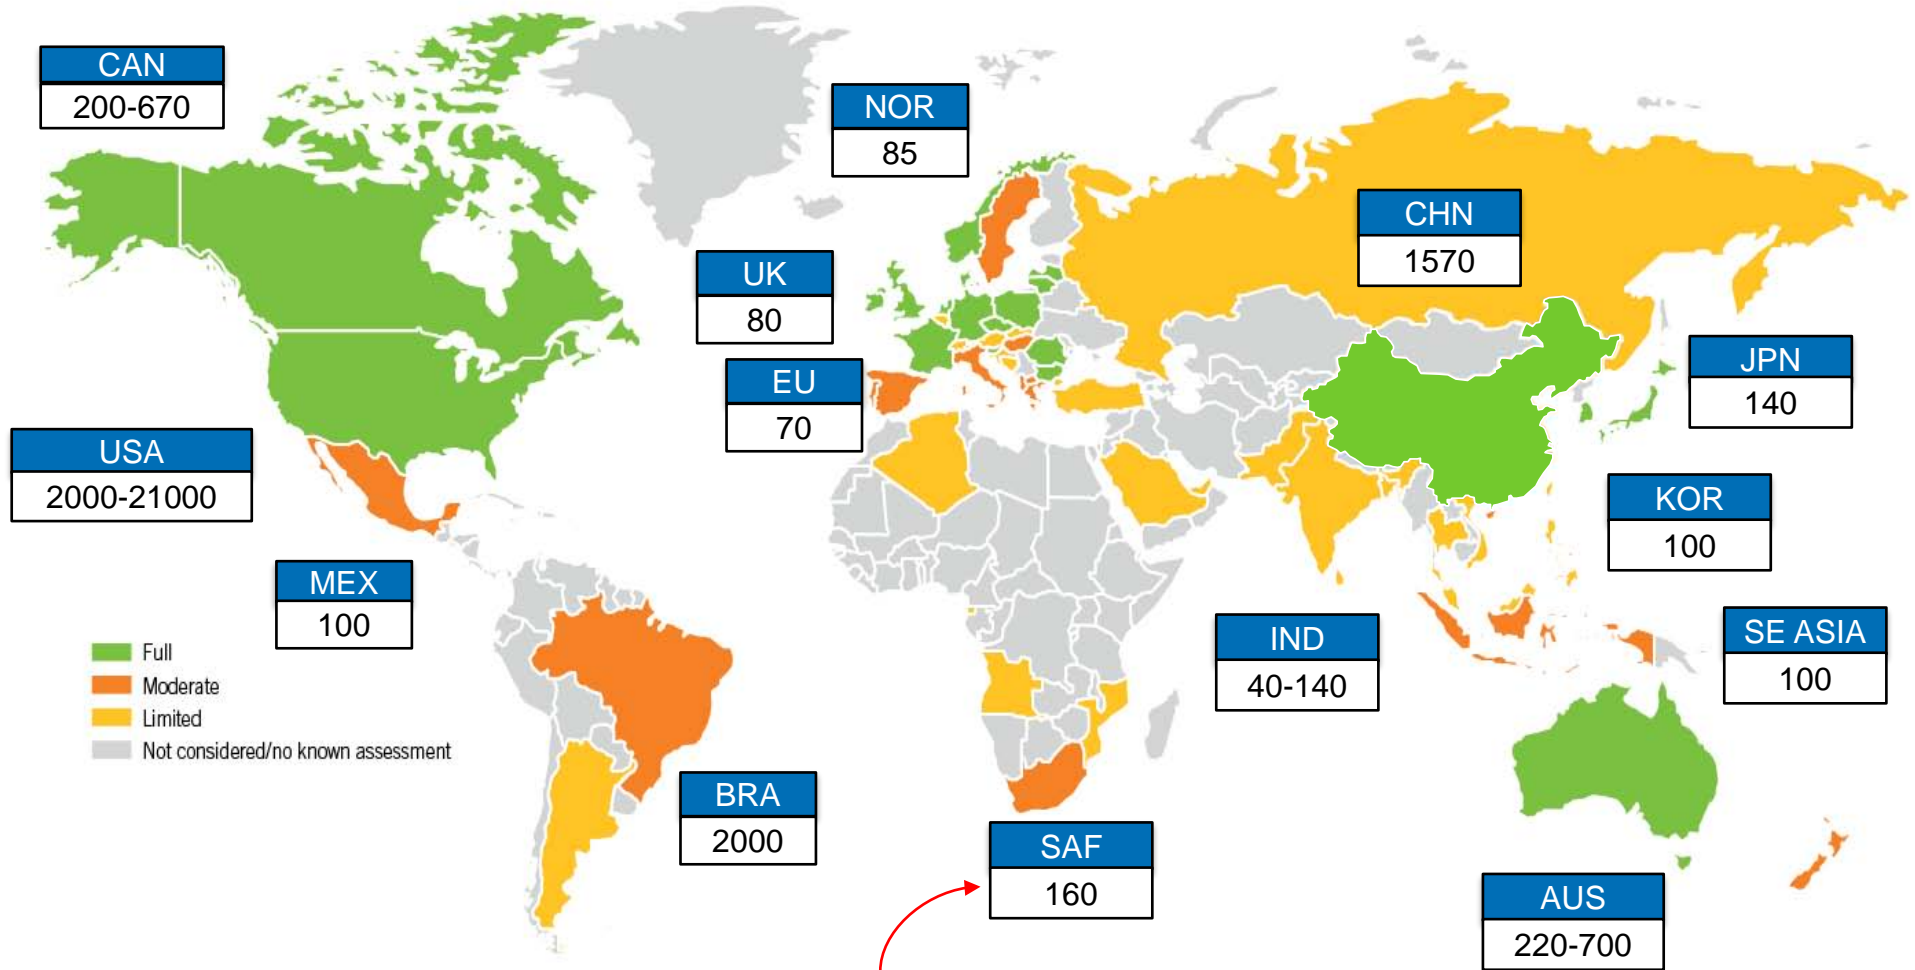 CAN
200-670
NOR
85
CHN
1570
UK
80
JPN
140
EU
70
USA
2000-21000
KOR
100
MEX
100
IND
40-140
SE ASIA
100
Full
Moderate
Limited
Not considered/no known assessment
BRA
2000
SAF
160
AUS
220-700